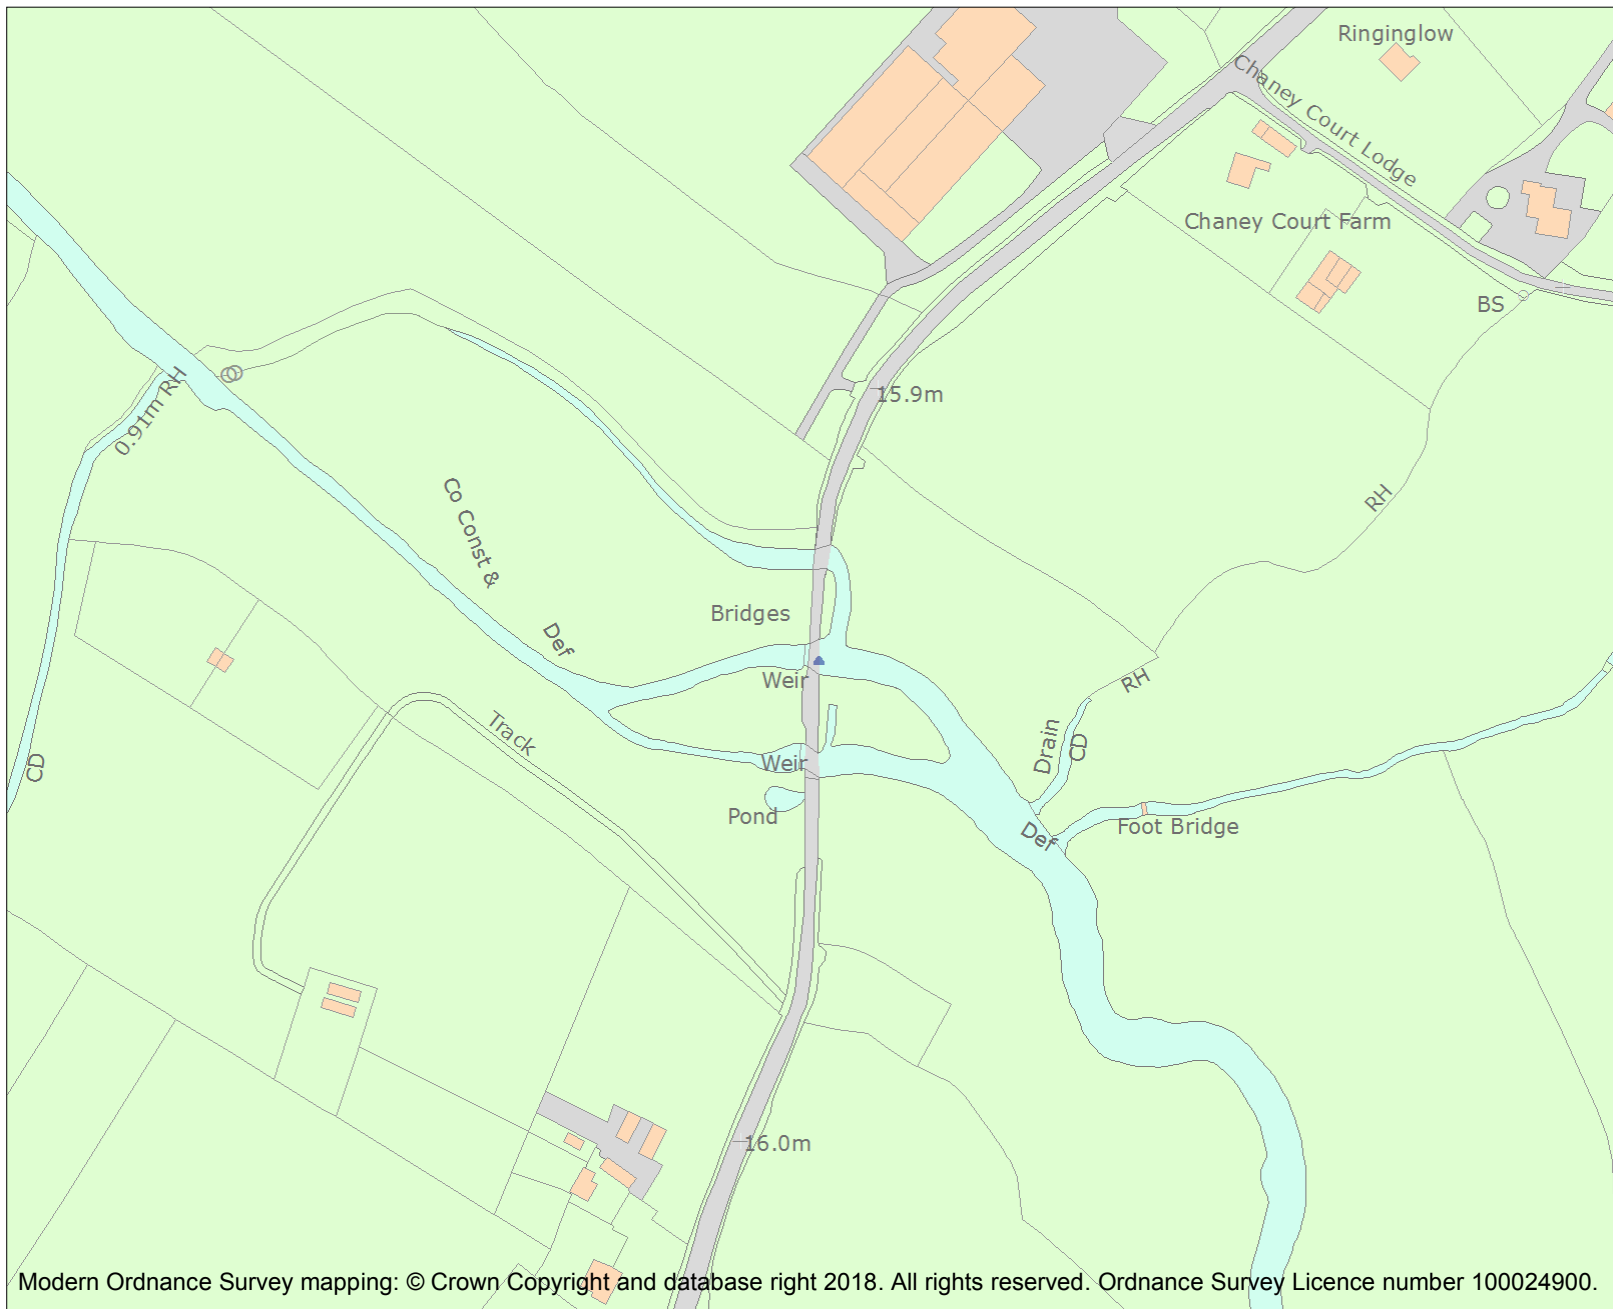 Ringinglow
Chaney Court Lodge
Chaney Court Farm
BS
0.91m RH
15.9m
Co Const &
RH
Bridges
Def
Weir
RH
Track
Drain
CD
CD
Weir
Pond
Foot Bridge
Def
16.0m
Modern Ordnance Survey mapping: © Crown Copyright and database right 2018. All rights reserved. Ordnance Survey Licence number 100024900.